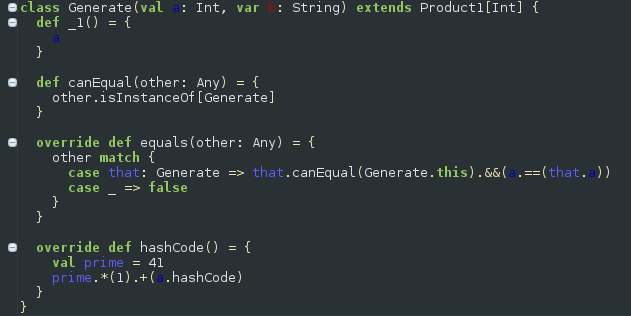 class Generate(val a: Int, var b: String) extends Product1[Int] {
  def _1() = {
    a
  }

  def canEqual(other: Any) = {
    other.isInstanceOf[Generate]
  }

  override def equals(other: Any) = {
    other match {
      case that: Generate => that.canEqual(Generate.this).&&(a.==(that.a))
      case _ => false
    }
  }

  override def hashCode() = {
    val prime = 41
    prime.*(1).+(a.hashCode)
  }
}